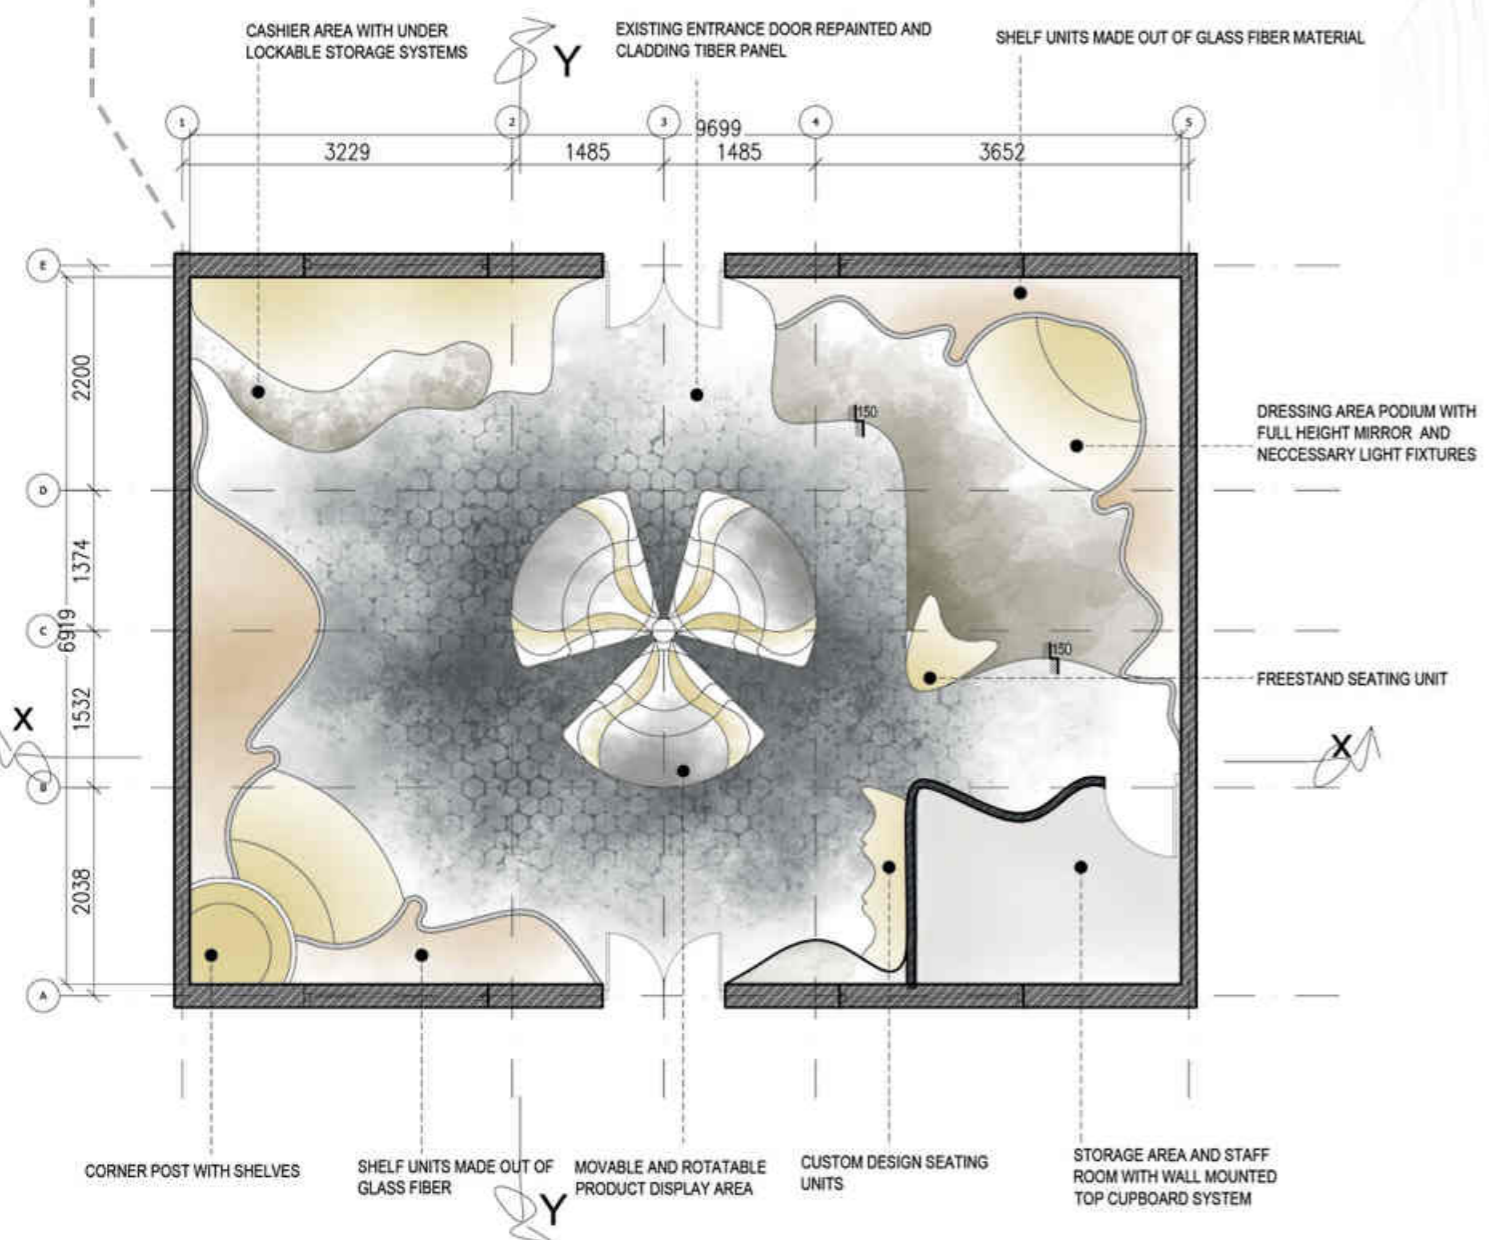 CASHIER AREA WITH UNDER
LOCKABLE STORAGE SYSTEMS
Y
EXISTING ENTRANCE DOOR REPAINTED AND
CLADDING TIBER PANEL
SHELF UNITS MADE OUT OF GLASS FIBER MATERIAL
1
2
3
4
5
9699
3229
1485
1485
3652
E
D
C
B
A
2200
1374
6919
1532
2038
150
150
DRESSING AREA PODIUM WITH
FULL HEIGHT MIRROR AND
NECCESSARY LIGHT FIXTURES
FREESTAND SEATING UNIT
X
X
CORNER POST WITH SHELVES
SHELF UNITS MADE OUT OF
GLASS FIBER
Y
MOVABLE AND ROTATABLE
PRODUCT DISPLAY AREA
CUSTOM DESIGN SEATING
UNITS
STORAGE AREA AND STAFF
ROOM WITH WALL MOUNTED
TOP CUPBOARD SYSTEM